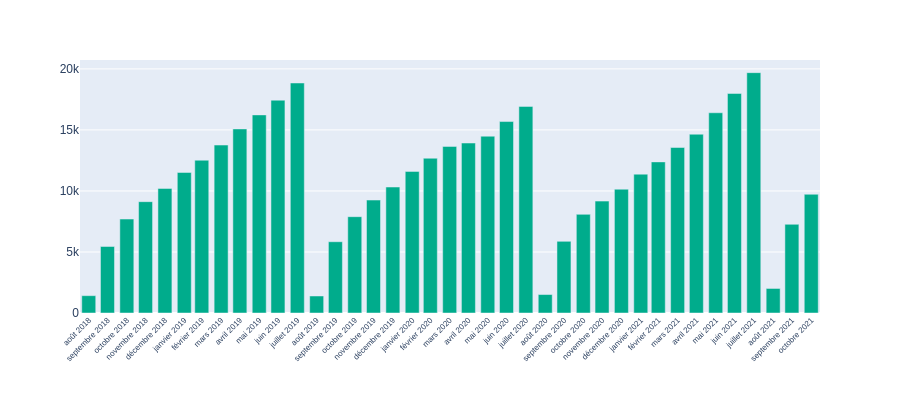 20k
15k
10k
5k
0
août 2018
septembre 2018
octobre 2018
novembre 2018
décembre 2018
janvier 2019
février 2019
mars 2019
avril 2019
mai 2019
juin 2019
juillet 2019
août 2019
septembre 2019
octobre 2019
novembre 2019
décembre 2019
janvier 2020
février 2020
mars 2020
avril 2020
mai 2020
juin 2020
juillet 2020
août 2020
septembre 2020
octobre 2020
novembre 2020
décembre 2020
janvier 2021
février 2021
mars 2021
avril 2021
mai 2021
juin 2021
juillet 2021
août 2021
septembre 2021
octobre 2021